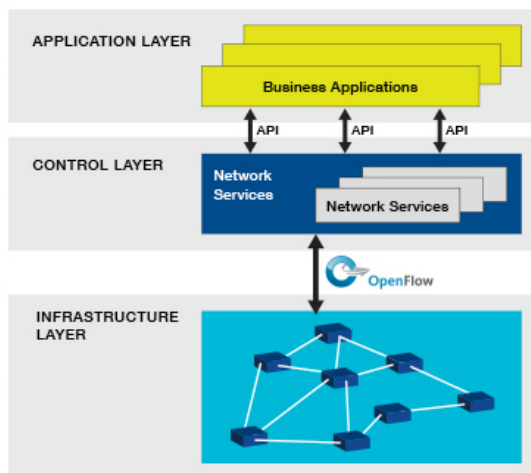 APPLICATION LAYER
Business Applications
API
API
API
CONTROL LAYER
Network
Services
Network Services
OpenFlow
INFRASTRUCTURE
LAYER